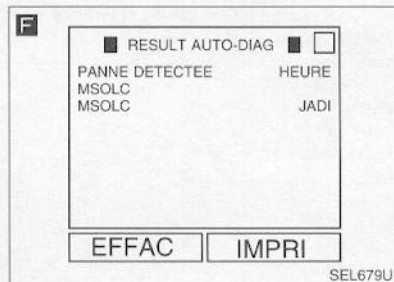 F
RESULT AUTO-DIAG
PANNE DETECTEE HEURE
MSOLC
MSOLC JADI
EFFAC IMPRI
SEL679U